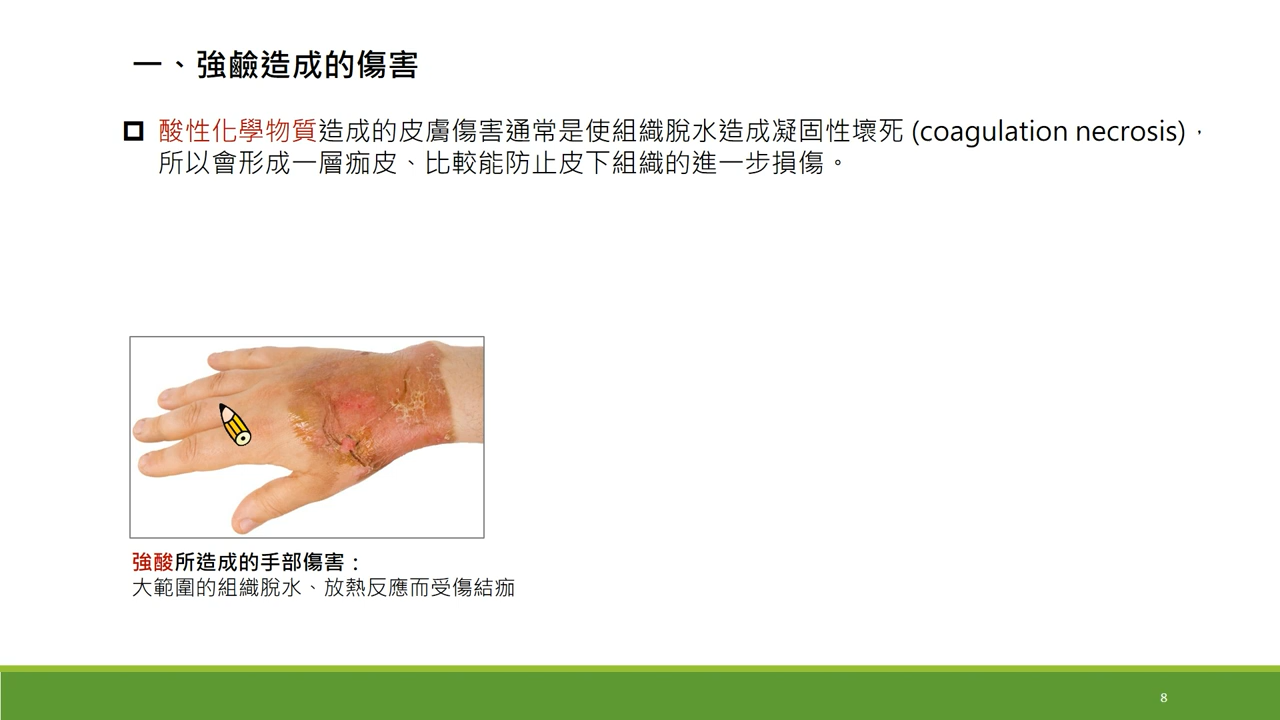 一、強鹼造成的傷害
酸性化學物質造成的皮膚傷害通常是使組織脫水造成凝固性壞死 (coagulation necrosis)，
所以會形成一層痂皮、比較能防止皮下組織的進一步損傷。
強酸所造成的手部傷害：
大範圍的組織脫水、放熱反應而受傷結痂
8